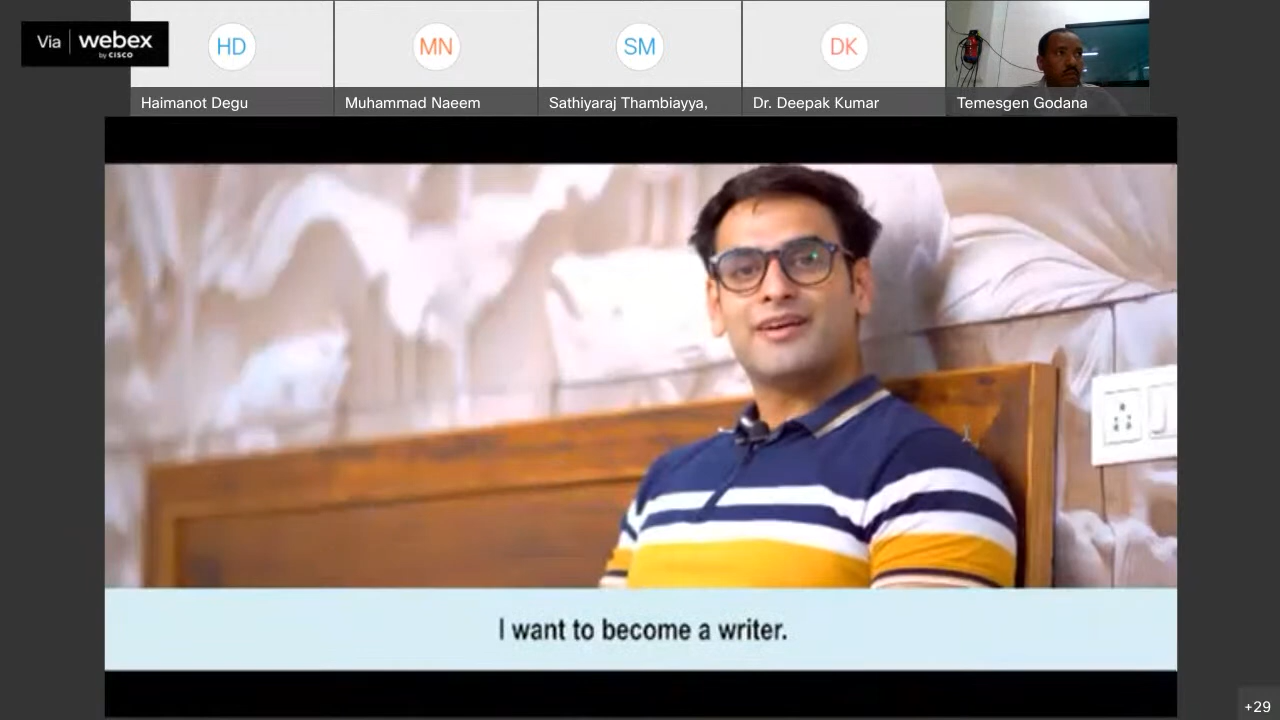 Via webex
by CISCO
HD
MN
SM
DK
Haimanot Degu
Muhammad Naeem
Sathiyaraj Thambiayya,
Dr. Deepak Kumar
Temesgen Godana
I want to become a writer.
+29